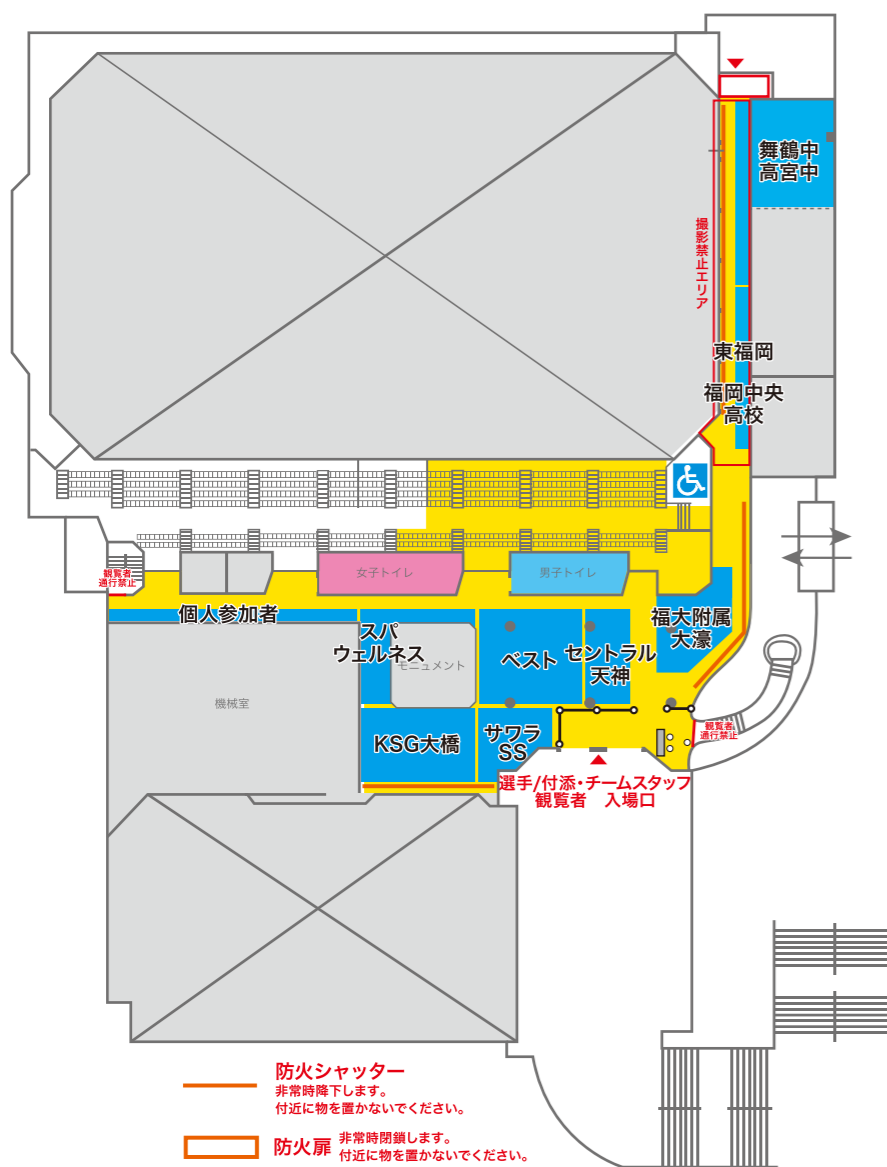 舞鶴中
高宮中
撮影禁止エリア
東福岡
福岡中央
高校
観覧者
通行禁止
女子トイレ
男子トイレ
個人参加者
スパ
ウェルネス
モニュメント
ベスト
セントラル
天神
福大附属
大濠
機械室
KSG大橋
サワラ
SS
観覧者
通行禁止
選手/付添・チームスタッフ
観覧者 入場口
防火シャッター
非常時降下します。
付近に物を置かないでください。
防火扉
非常時閉鎖します。
付近に物を置かないでください。